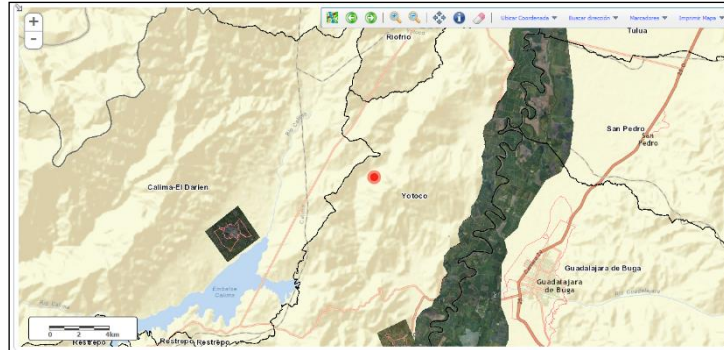 Ubicar Coordenada Buscar dirección Marcadores Imprimir Mapa
Riofrio
Tulua
San Pedro
San
Pedro
Calima-El Darien
Yotoco
Guadalajara de Buga
Guadalajara
de Buga
Embalse
Calima
0 2 4km
Restrepo Restrepo Restrepo